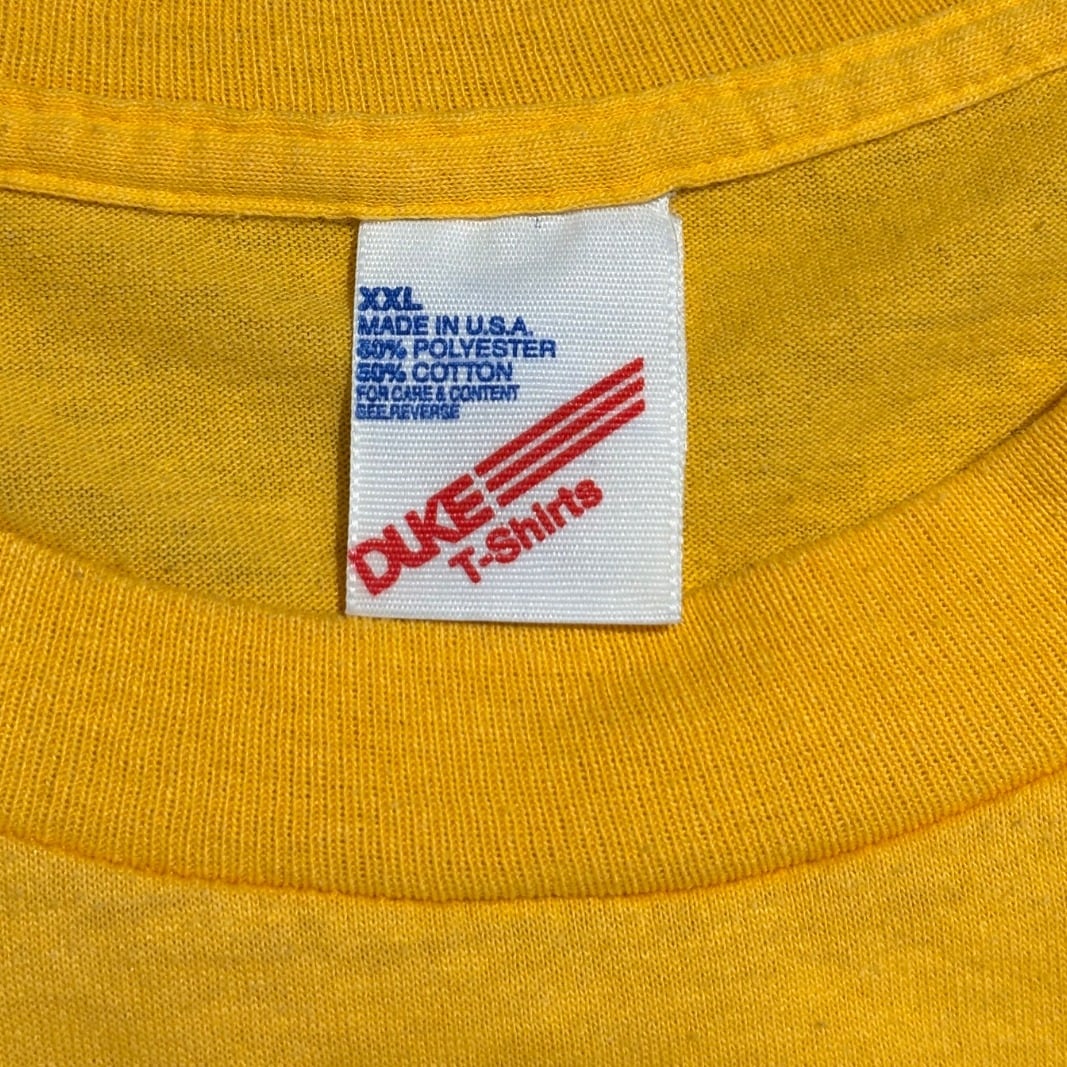 XXL
MADE IN U.S.A.
50% POLYESTER
50% COTTON
FOR CARE & CONTENT
SEE REVERSE
DUKE
T-Shirts